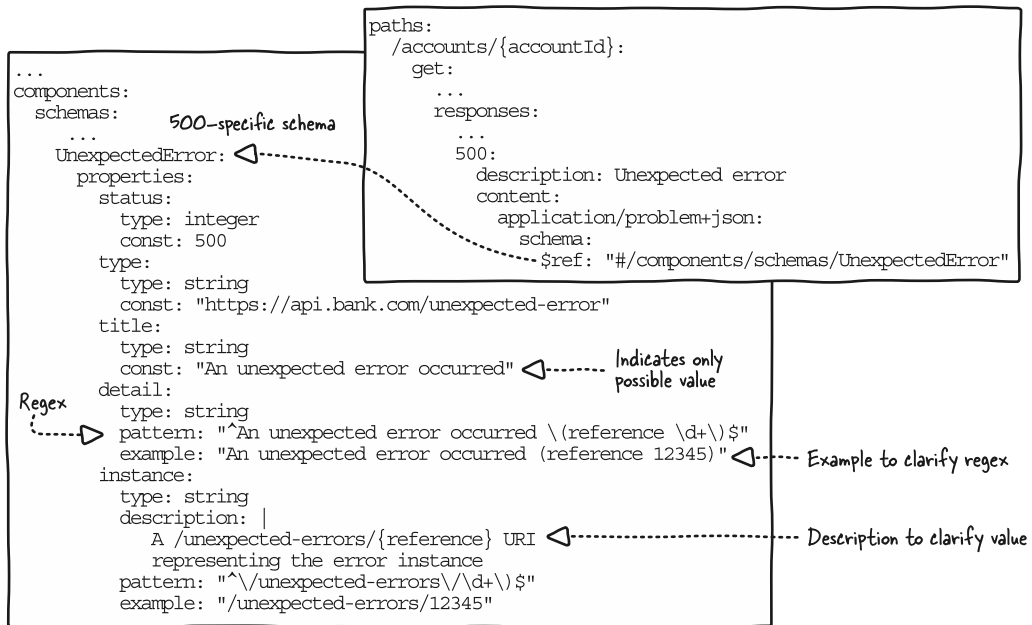 paths:
/accounts/{accountId}:
get:
...
responses:
...
500:
description: Unexpected error
content:
application/problem+json:
schema:
$ref: "#/components/schemas/UnexpectedError"
...
components:
schemas:
...
500-specific schema
UnexpectedError:
properties:
status:
type: integer
const: 500
type:
type: string
const: "https://api.bank.com/unexpected-error"
title:
type: string
const: "An unexpected error occurred"
Indicates only
possible value
detail:
Regex
type: string
pattern: "^An unexpected error occurred \(reference \d+\)$"
example: "An unexpected error occurred (reference 12345)"
Example to clarify regex
instance:
type: string
description: |
A /unexpected-errors/{reference} URI
representing the error instance
Description to clarify value
pattern: "^\/unexpected-errors\/\d+\)$"
example: "/unexpected-errors/12345"